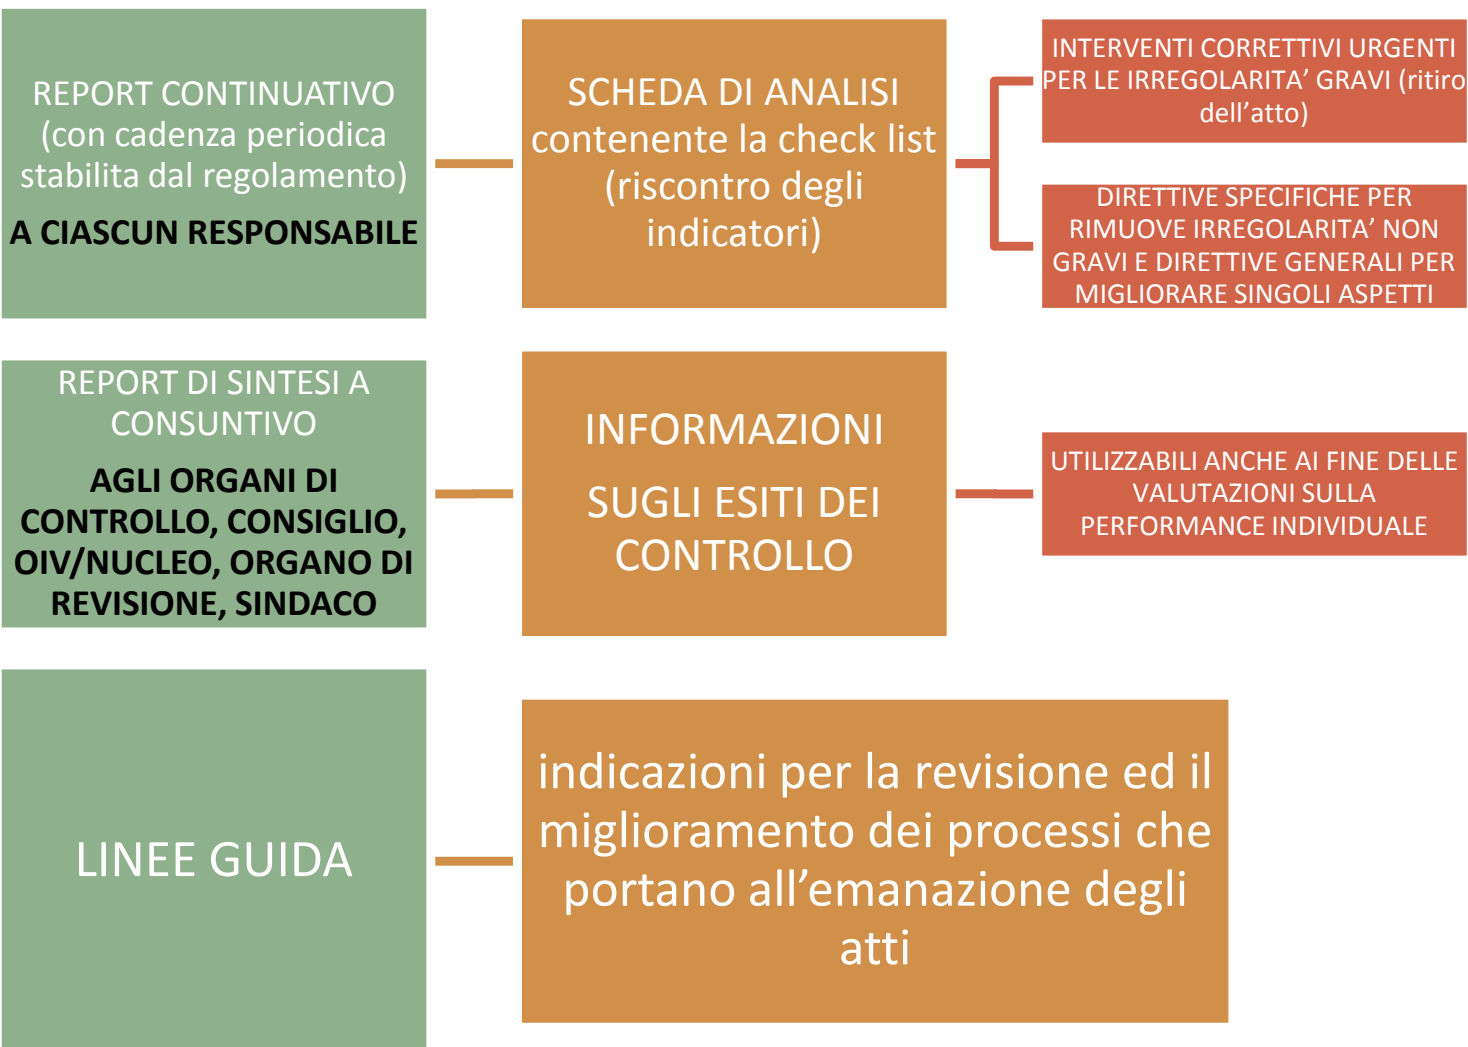 REPORT CONTINUATIVO
(con cadenza periodica
stabilita dal regolamento)
A CIASCUN RESPONSABILE
SCHEDA DI ANALISI
contenente la check list
(riscontro degli
indicatori)
INTERVENTI CORRETTIVI URGENTI
PER LE IRREGOLARITA’ GRAVI (ritiro
dell’atto)
DIRETTIVE SPECIFICHE PER
RIMUOVE IRREGOLARITA’ NON
GRAVI E DIRETTIVE GENERALI PER
MIGLIORARE SINGOLI ASPETTI
REPORT DI SINTESI A
CONSUNTIVO
AGLI ORGANI DI
CONTROLLO, CONSIGLIO,
OIV/NUCLEO, ORGANO DI
REVISIONE, SINDACO
INFORMAZIONI
SUGLI ESITI DEI
CONTROLLO
UTILIZZABILI ANCHE AI FINE DELLE
VALUTAZIONI SULLA
PERFORMANCE INDIVIDUALE
LINEE GUIDA
indicazioni per la revisione ed il
miglioramento dei processi che
portano all’emanazione degli
atti